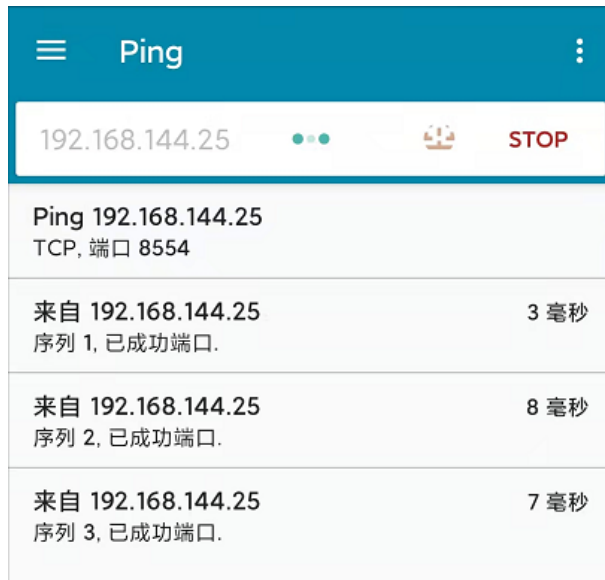 Ping
192.168.144.25
STOP
Ping 192.168.144.25
TCP, 端口 8554
来自 192.168.144.25
3 毫秒
序列 1, 已成功端口.
来自 192.168.144.25
8 毫秒
序列 2, 已成功端口.
来自 192.168.144.25
7 毫秒
序列 3, 已成功端口.